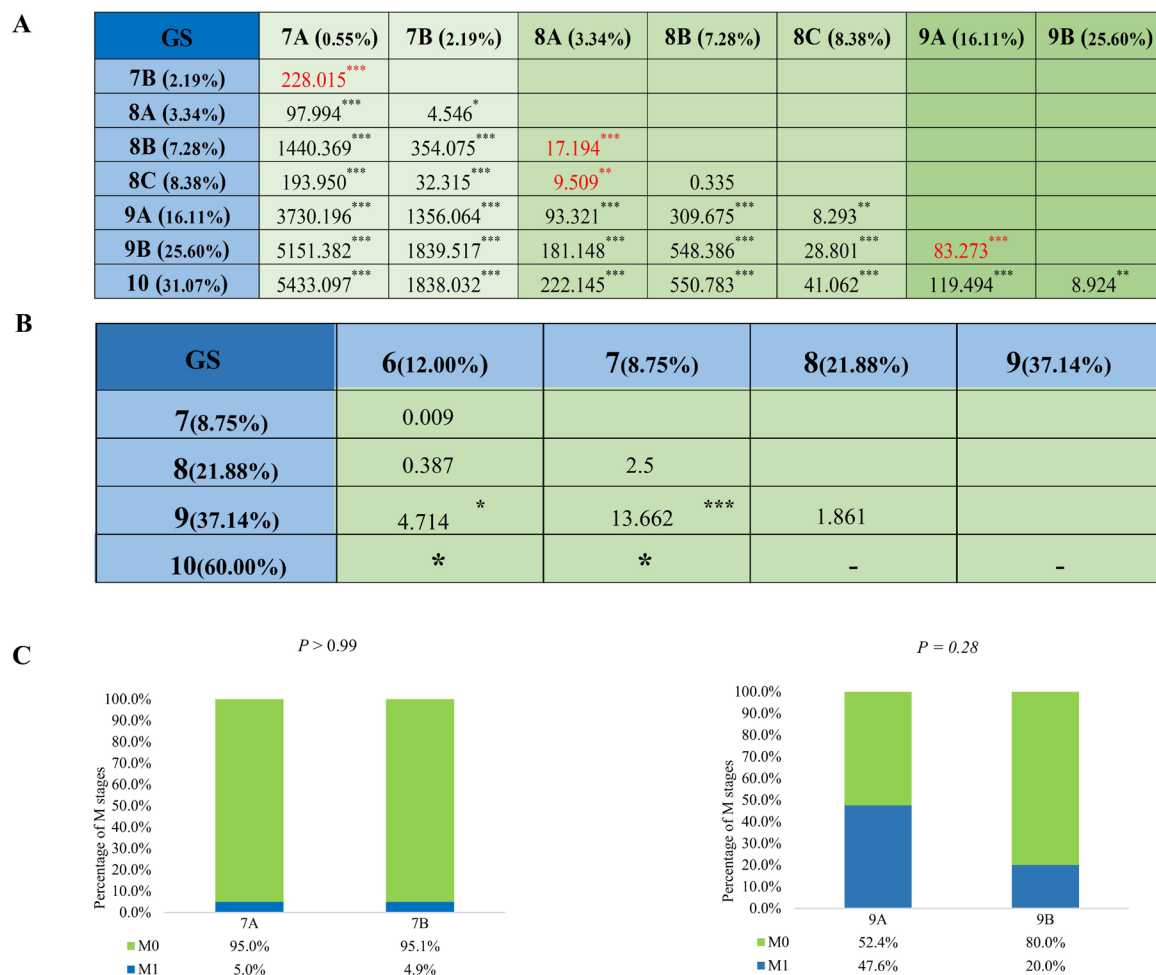 A
GS 7A (0.55%) 7B (2.19%) 8A (3.34%) 8B (7.28%) 8C (8.38%) 9A (16.11%) 9B (25.60%)
7B (2.19%) 228.015***
8A (3.34%) 97.994*** 4.546*
8B (7.28%) 1440.369*** 354.075*** 17.194***
8C (8.38%) 193.950*** 32.315*** 9.509** 0.335
9A (16.11%) 3730.196*** 1356.064*** 93.321*** 309.675*** 8.293**
9B (25.60%) 5151.382*** 1839.517*** 181.148*** 548.386*** 28.801*** 83.273***
10 (31.07%) 5433.097*** 1838.032*** 222.145*** 550.783*** 41.062*** 119.494*** 8.924**
B
GS 6(12.00%) 7(8.75%) 8(21.88%) 9(37.14%)
7(8.75%) 0.009
8(21.88%) 0.387 2.5
9(37.14%) 4.714 * 13.662 *** 1.861
10(60.00%) * * - -
C
P > 0.99
100.0%
90.0%
80.0%
70.0%
60.0%
50.0%
40.0%
30.0%
20.0%
10.0%
0.0%
Percentage of M stages
7A 7B
M0 95.0% 95.1%
M1 5.0% 4.9%
P = 0.28
100.0%
90.0%
80.0%
70.0%
60.0%
50.0%
40.0%
30.0%
20.0%
10.0%
0.0%
Percentage of M stages
9A 9B
M0 52.4% 80.0%
M1 47.6% 20.0%